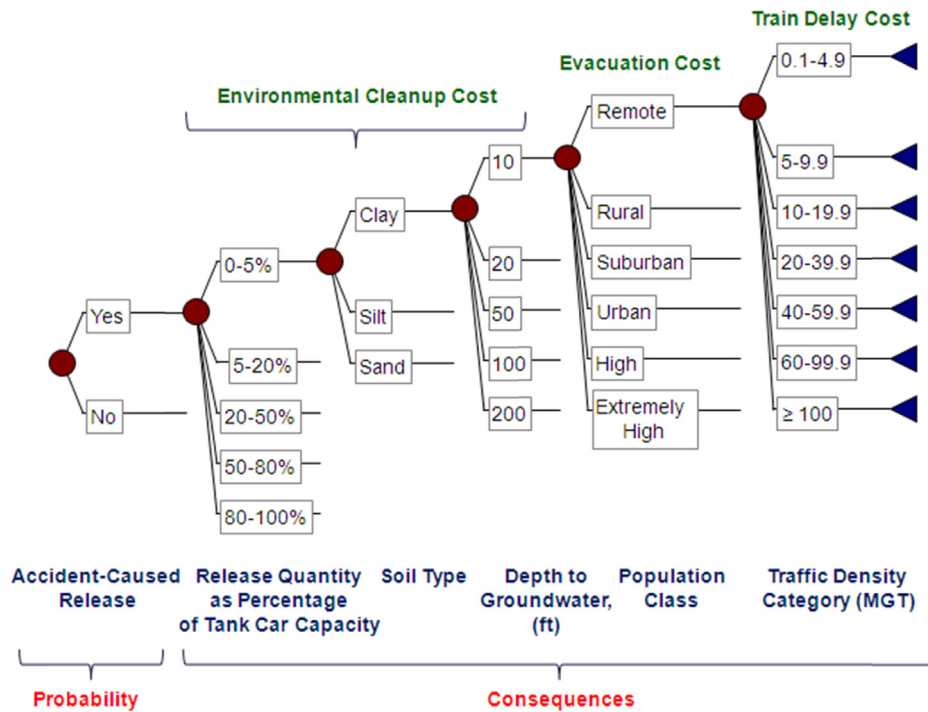 Train Delay Cost
0.1-4.9
Evacuation Cost
Environmental Cleanup Cost
Remote
10
5-9.9
Clay
Rural
10-19.9
0-5%
20
Suburban
20-39.9
Yes
Silt
50
Urban
40-59.9
5-20%
Sand
100
High
60-99.9
No
20-50%
200
Extremely
High
≥ 100
50-80%
80-100%
Accident-Caused
Release
Release Quantity
as Percentage
of Tank Car Capacity
Soil Type
Depth to
Groundwater,
(ft)
Population
Class
Traffic Density
Category (MGT)
Probability
Consequences